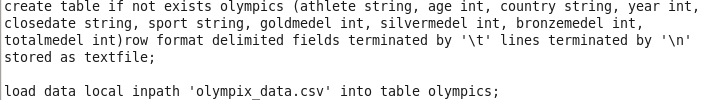 create table if not exists olympics (athlete string, age int, country string, year int,
closedate string, sport string, goldmedel int, silvermedel int, bronzemedel int,
totalmedel int)row format delimited fields terminated by '\t' lines terminated by '\n'
stored as textfile;

load data local inpath 'olympix_data.csv' into table olympics;